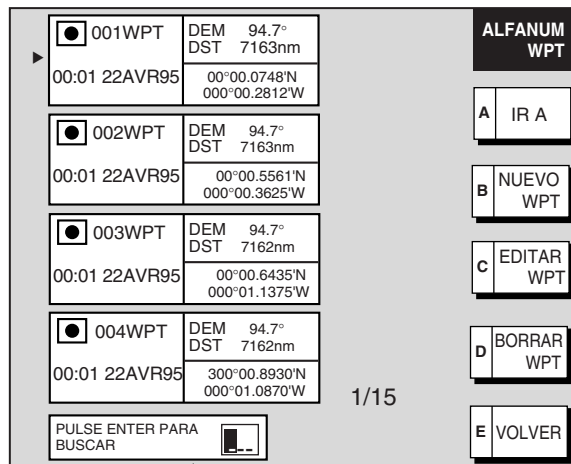 001WPT
DEM 94.7°
DST 7163nm
00:01 22AVR95
00°00.0748'N
000°00.2812'W
002WPT
DEM 94.7°
DST 7163nm
00:01 22AVR95
00°00.5561'N
000°00.3625'W
003WPT
DEM 94.7°
DST 7162nm
00:01 22AVR95
00°00.6435'N
000°01.1375'W
004WPT
DEM 94.7°
DST 7162nm
00:01 22AVR95
300°00.8930'N
000°01.0870'W
1/15
PULSE ENTER PARA
BUSCAR
ALFANUM
WPT
A IR A
B NUEVO
WPT
C EDITAR
WPT
D BORRAR
WPT
E VOLVER